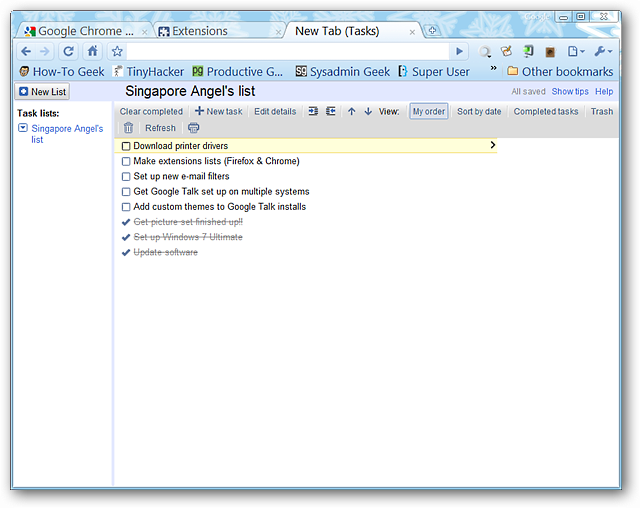 Google Chrome ... Extensions New Tab (Tasks)
How-To Geek TinyHacker Productive G... Sysadmin Geek Super User » Other bookmarks
New List Singapore Angel's list All saved Show tips Help
Task lists:
Singapore Angel's
list
Clear completed New task Edit details View: My order Sort by date Completed tasks Trash
Refresh
Download printer drivers
Make extensions lists (Firefox & Chrome)
Set up new e-mail filters
Get Google Talk set up on multiple systems
Add custom themes to Google Talk installs
Get picture set finished up!!
Set up Windows 7 Ultimate
Update software